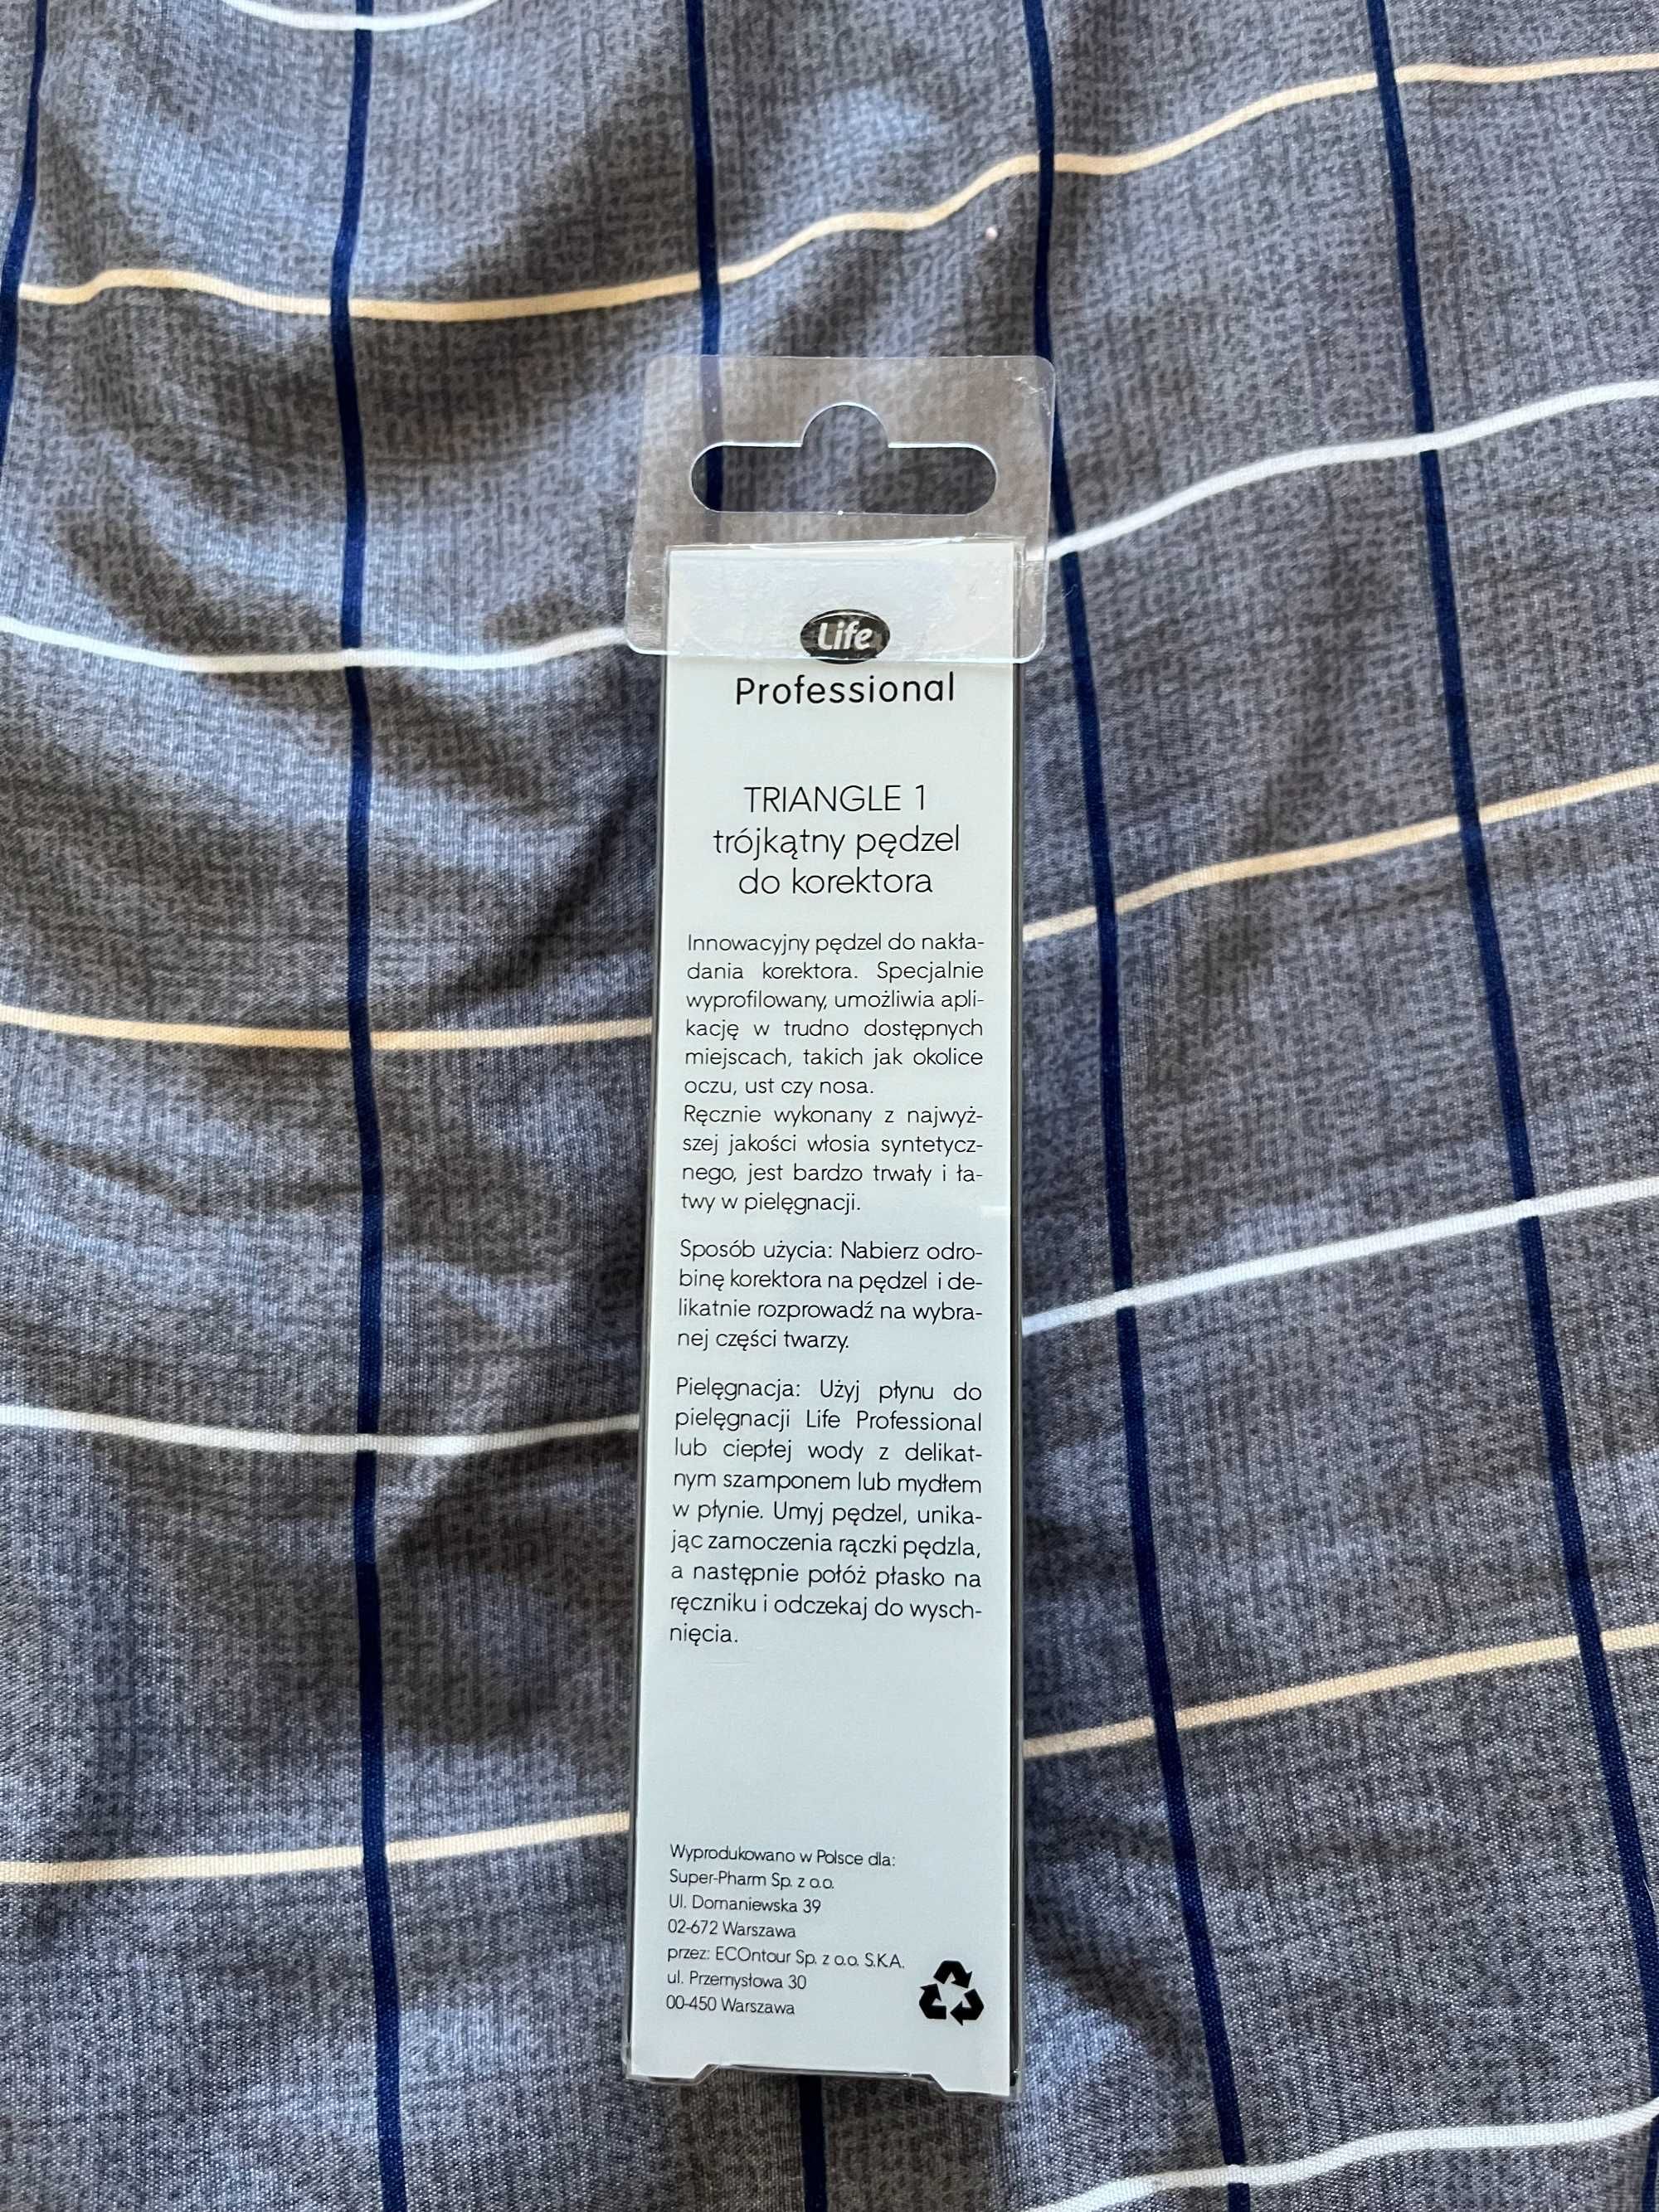 Life
Professional
TRIANGLE 1
trójkątny pędzel
do korektora
Innowacyjny pędzel do nakła-
dania korektora. Specjalnie
wyprofilowany, umożliwia apli-
kację w trudno dostępnych
miejscach, takich jak okolice
oczu, ust czy nosa.
Ręcznie wykonany z najwyż-
szej jakości włosia syntetycz-
nego, jest bardzo trwały i ła-
twy w pielęgnacji.
Sposób użycia: Nabierz odro-
binę korektora na pędzel i de-
likatnie rozprowadź na wybra-
nej części twarzy.
Pielęgnacja: Użyj płynu do
pielęgnacji Life Professional
lub ciepłej wody z delikat-
nym szamponem lub mydłem
w płynie. Umyj pędzel, unika-
jąc zamoczenia rączki pędzla,
a następnie połóż płasko na
ręczniku i odczekaj do wysch-
nięcia.
Wyprodukowano w Polsce dla:
Super-Pharm Sp. z o.o.
Ul. Domaniewska 39
02-672 Warszawa
przez: ECOntour Sp. z o.o. S.K.A.
ul. Przemysłowa 30
00-450 Warszawa